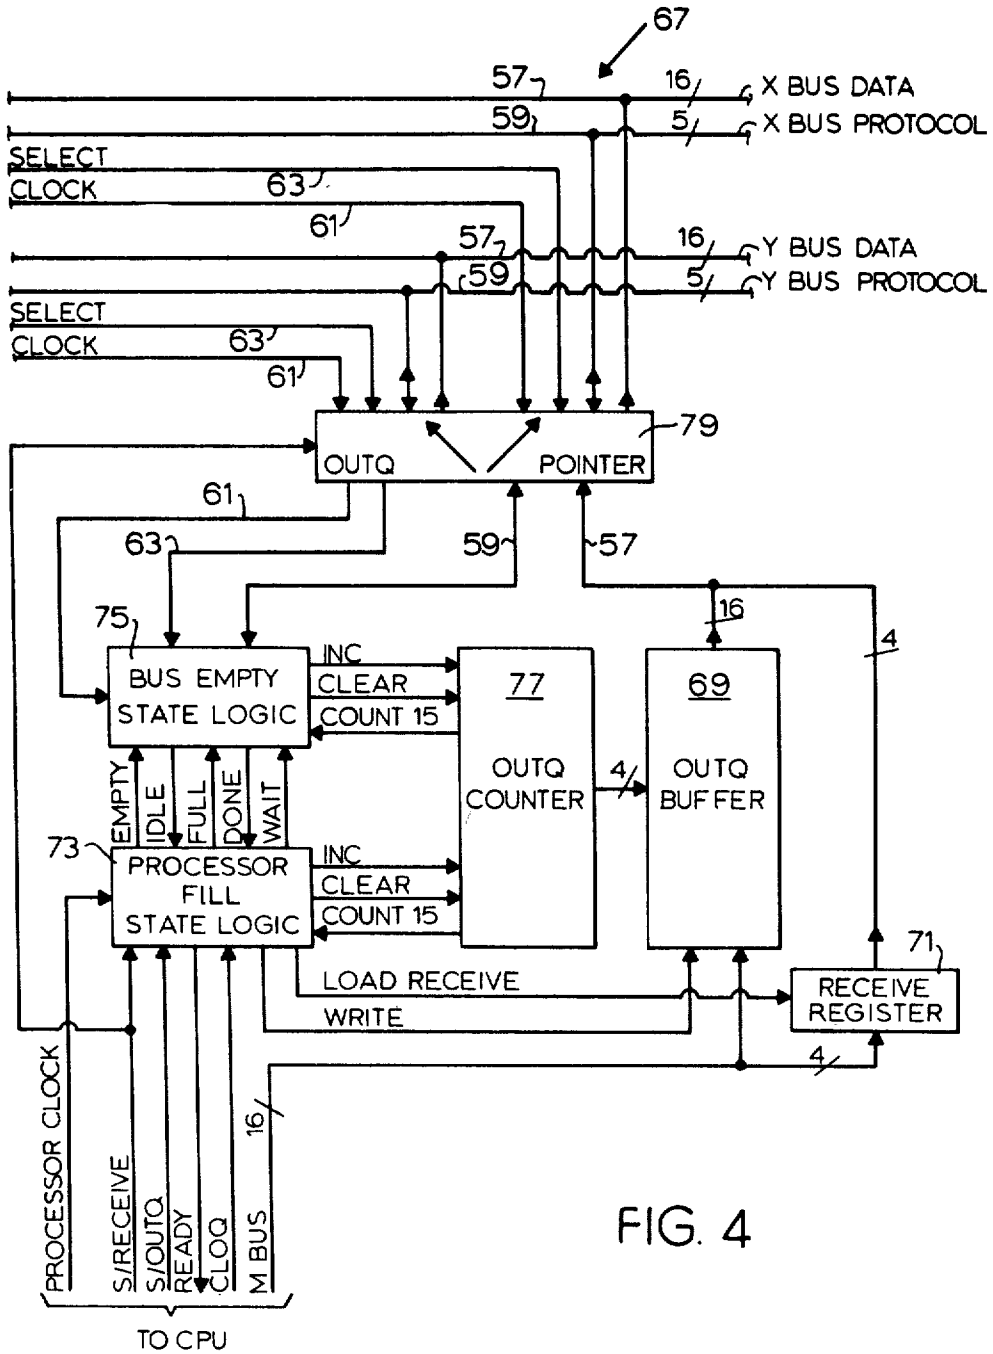 67
57
16
X BUS DATA
59
5
X BUS PROTOCOL
SELECT
63
CLOCK
61
57
16
Y BUS DATA
59
5
Y BUS PROTOCOL
SELECT
63
CLOCK
61
79
OUTQ
POINTER
61
63
59
57
16
4
75
BUS EMPTY
STATE LOGIC
INC
CLEAR
COUNT 15
77
OUTQ
COUNTER
4
69
OUTQ
BUFFER
EMPTY
IDLE
FULL
DONE
WAIT
73
PROCESSOR
FILL
STATE LOGIC
INC
CLEAR
COUNT 15
71
RECEIVE
REGISTER
LOAD RECEIVE
WRITE
4
16
PROCESSOR CLOCK
S/RECEIVE
S/OUTQ
READY
CLOQ
M BUS
TO CPU
FIG. 4